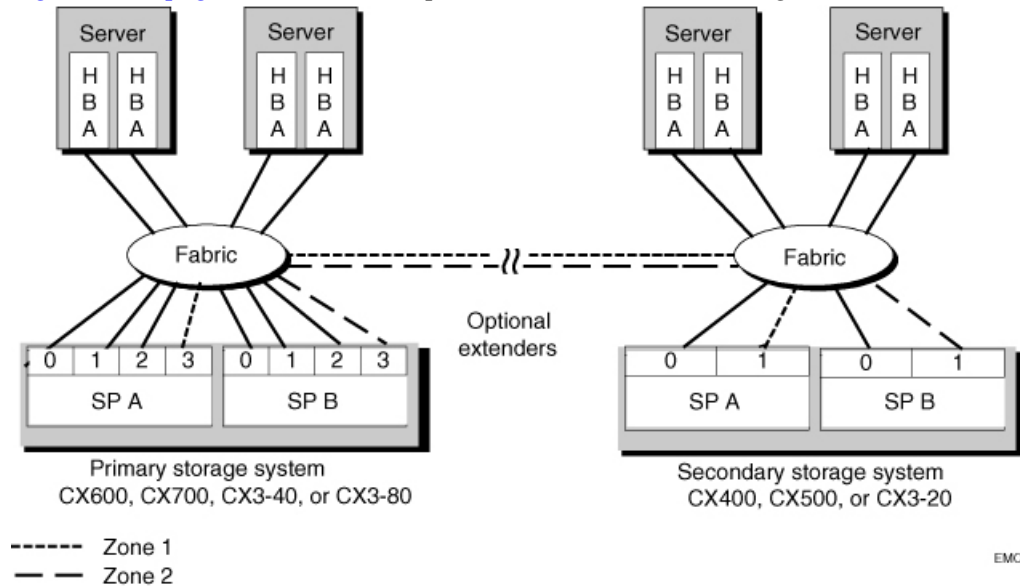 Server
H B A
H B A
Server
H B A
H B A
Server
H B A
H B A
Server
H B A
H B A
Fabric
Fabric
Optional
extenders
0 1 2 3
SP A
0 1 2 3
SP B
0 1
SP A
0 1
SP B
Primary storage system
CX600, CX700, CX3-40, or CX3-80
Secondary storage system
CX400, CX500, or CX3-20
Zone 1
Zone 2
EMC